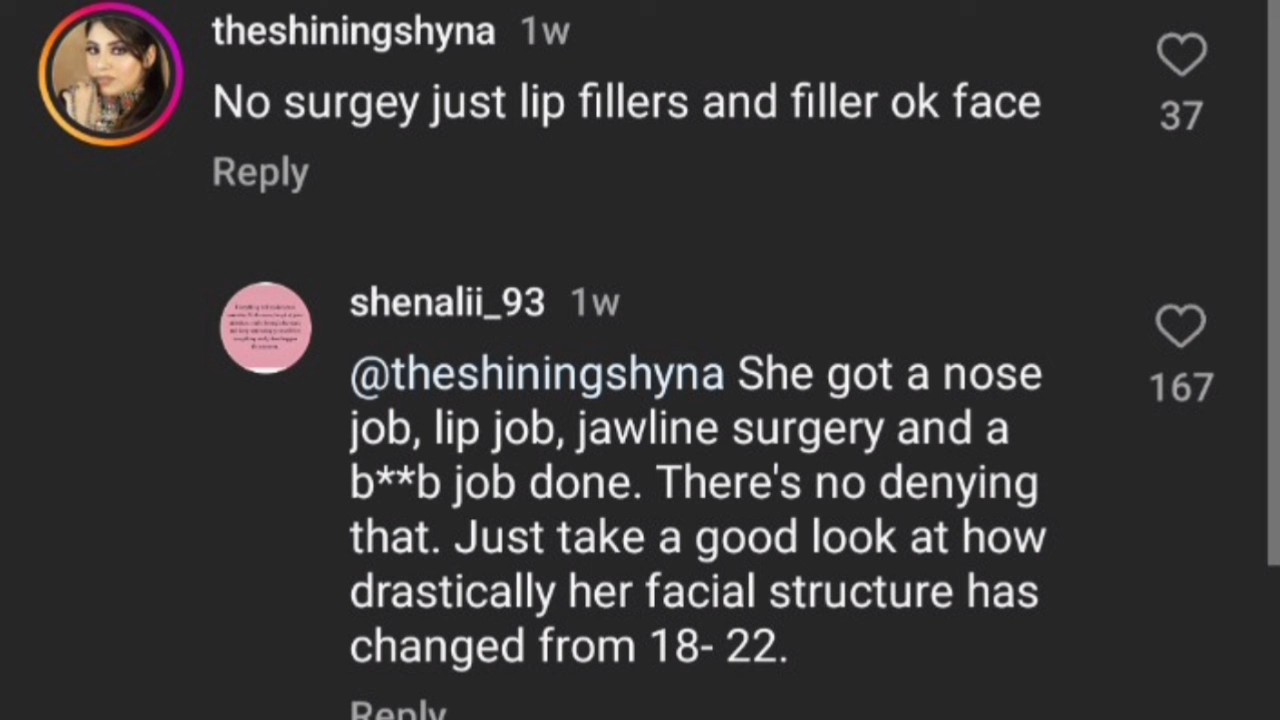 theshiningshyna 1w
No surgey just lip fillers and filler ok face
37
Reply
shenalii_93 1w
@theshiningshyna She got a nose
job, lip job, jawline surgery and a
b**b job done. There's no denying
that. Just take a good look at how
drastically her facial structure has
changed from 18- 22.
167
Reply